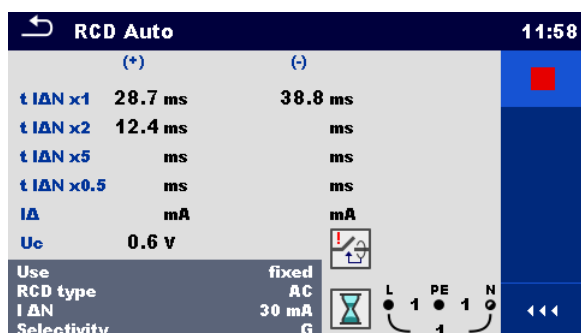 RCD Auto 11:58
(+) (-)
t IΔN x1 28.7 ms 38.8 ms
t IΔN x2 12.4 ms ms
t IΔN x5 ms ms
t IΔN x0.5 ms ms
IΔ mA mA
Uc 0.6 V
Use fixed
RCD type AC
I ΔN 30 mA
Selectivity G
L PE N
1 1
1